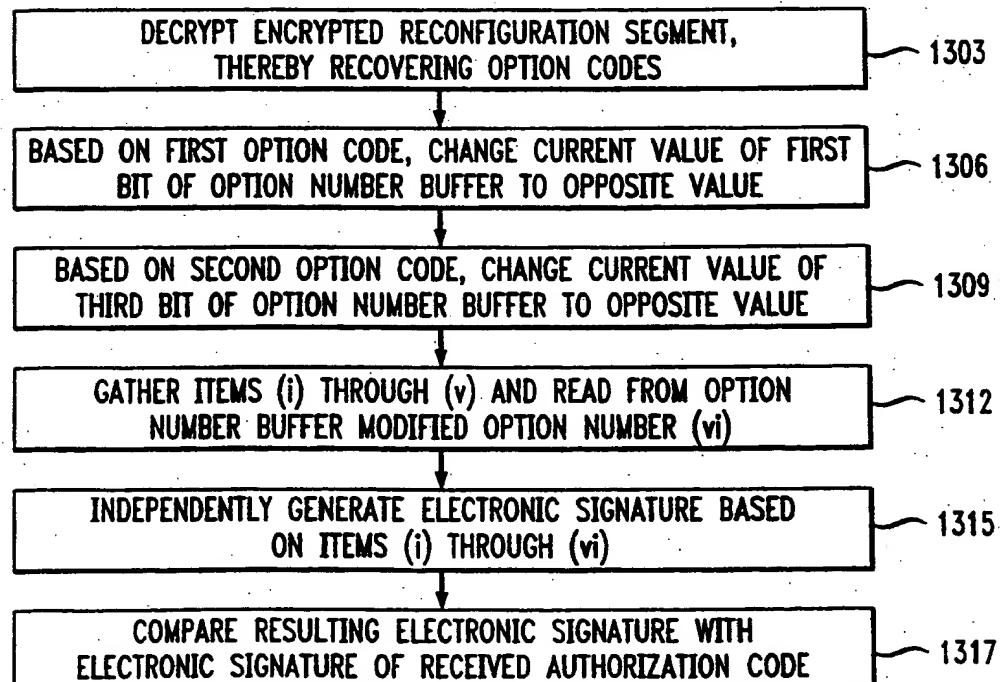 DECRYPT ENCRYPTED RECONFIGURATION SEGMENT,
THEREBY RECOVERING OPTION CODES
1303
BASED ON FIRST OPTION CODE, CHANGE CURRENT VALUE OF FIRST
BIT OF OPTION NUMBER BUFFER TO OPPOSITE VALUE
1306
BASED ON SECOND OPTION CODE, CHANGE CURRENT VALUE OF
THIRD BIT OF OPTION NUMBER BUFFER TO OPPOSITE VALUE
1309
GATHER ITEMS (i) THROUGH (v) AND READ FROM OPTION
NUMBER BUFFER MODIFIED OPTION NUMBER (vi)
1312
INDEPENDENTLY GENERATE ELECTRONIC SIGNATURE BASED
ON ITEMS (i) THROUGH (vi)
1315
COMPARE RESULTING ELECTRONIC SIGNATURE WITH
ELECTRONIC SIGNATURE OF RECEIVED AUTHORIZATION CODE
1317